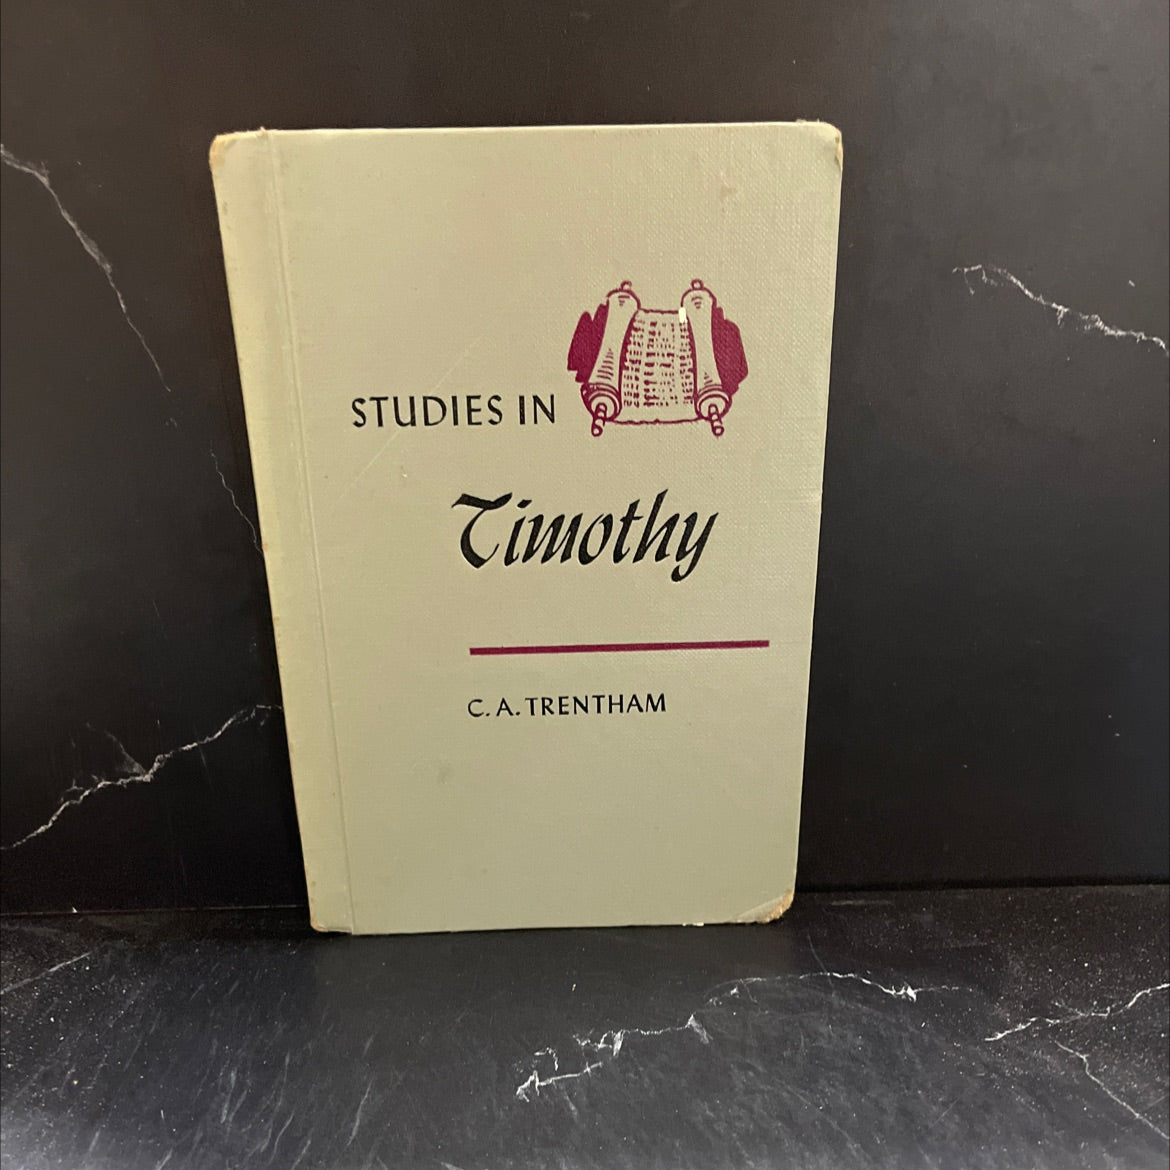 STUDIES IN
Timothy
C. A. TRENTHAM